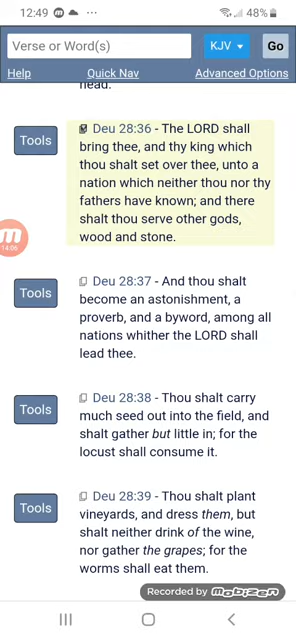 12:49 M ... 48%
Verse or Word(s) KJV Go
Help Quick Nav Advanced Options
head.
Tools
Deu 28:36 - The LORD shall
bring thee, and thy king which
thou shalt set over thee, unto a
nation which neither thou nor thy
fathers have known; and there
shalt thou serve other gods,
wood and stone.
14:06
Tools
Deu 28:37 - And thou shalt
become an astonishment, a
proverb, and a byword, among all
nations whither the LORD shall
lead thee.
Tools
Deu 28:38 - Thou shalt carry
much seed out into the field, and
shalt gather but little in; for the
locust shall consume it.
Tools
Deu 28:39 - Thou shalt plant
vineyards, and dress them, but
shalt neither drink of the wine,
nor gather the grapes; for the
worms shall eat them.
Recorded by mobizen